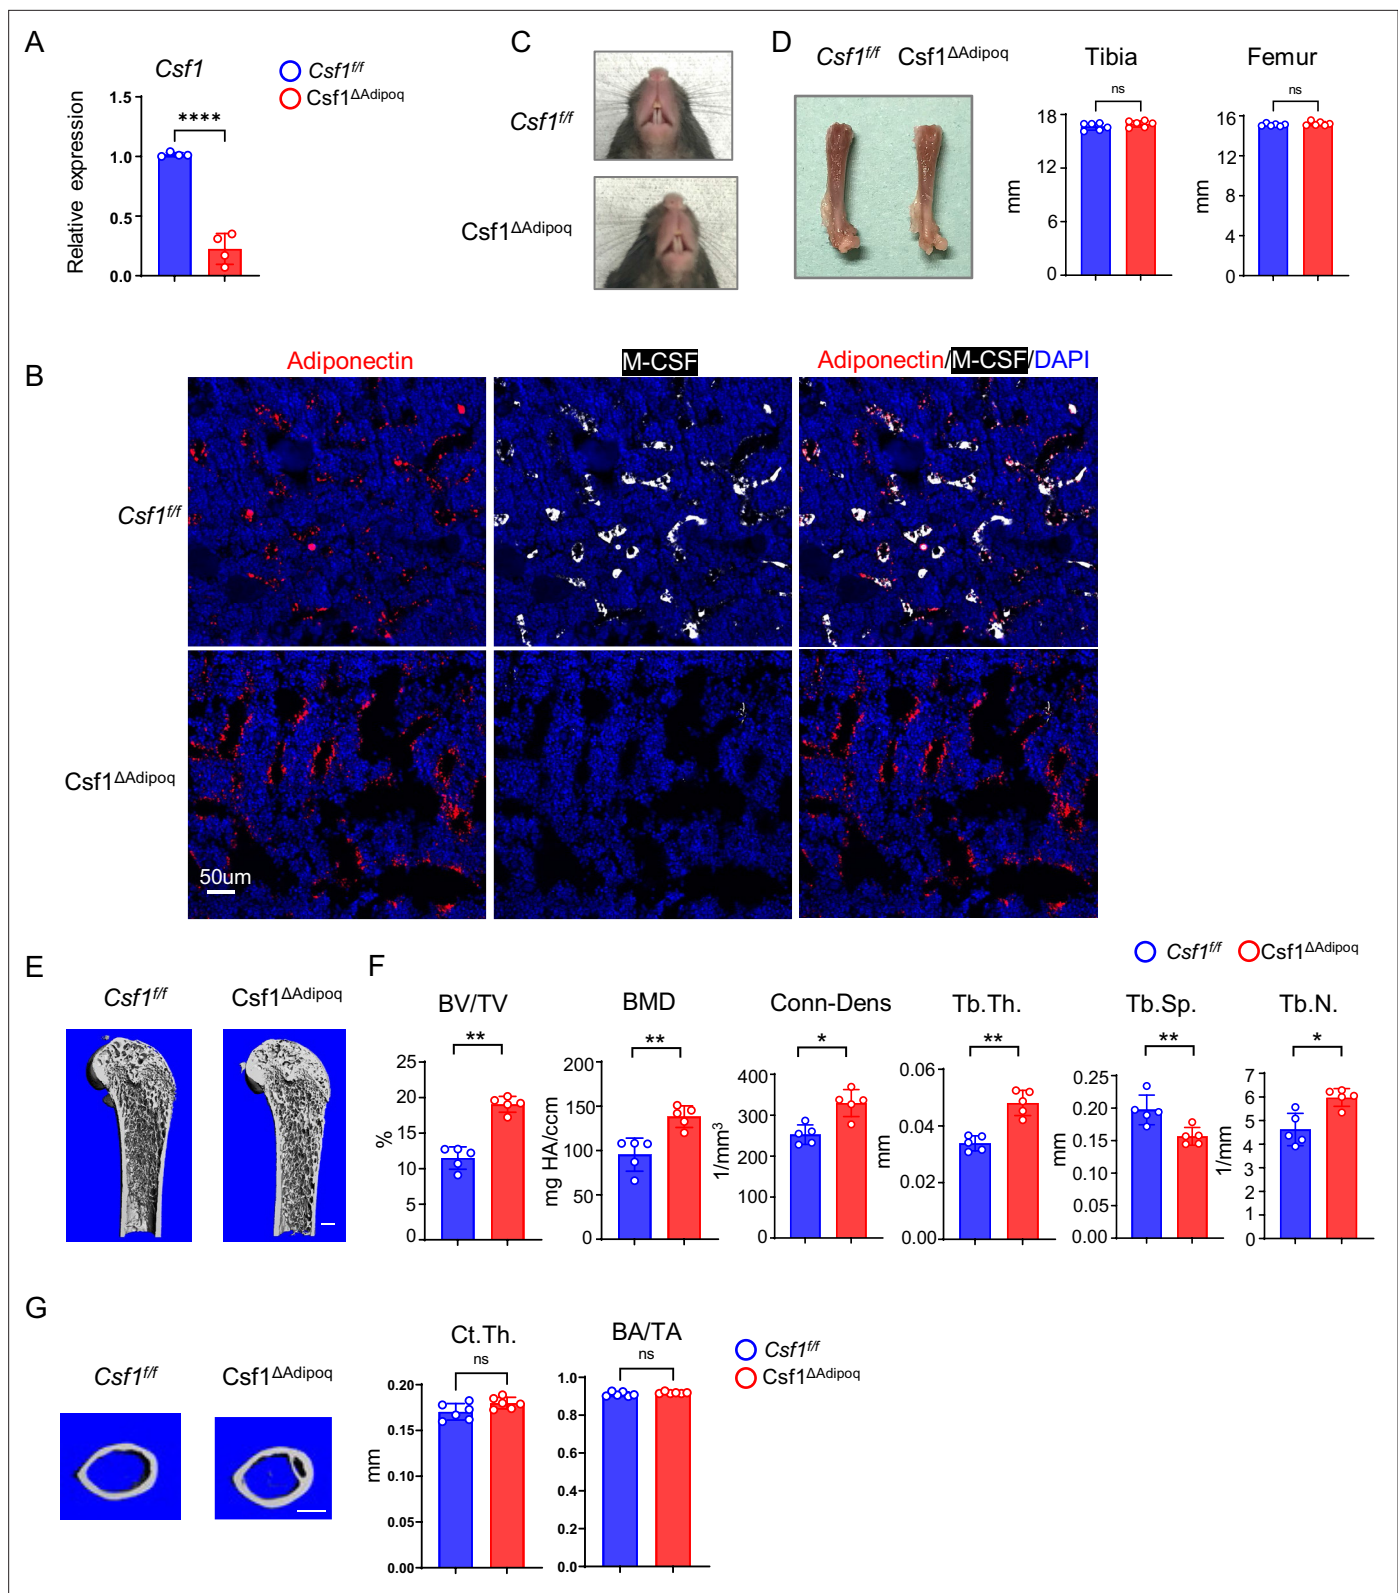 A
Csf1
Csf1f/f
Csf1ΔAdipoq
Relative expression
1.5
1.0
0.5
0.0
****
C
Csf1f/f
Csf1ΔAdipoq
D
Csf1f/f Csf1ΔAdipoq
Tibia
ns
mm
18
12
6
0
Femur
ns
mm
16
12
8
4
0
B
Adiponectin
M-CSF
Adiponectin/M-CSF/DAPI
Csf1f/f
Csf1ΔAdipoq
50um
E
Csf1f/f
Csf1ΔAdipoq
F
Csf1f/f Csf1ΔAdipoq
BV/TV
**
%
25
20
15
10
5
0
BMD
**
mg HA/ccm
200
150
100
50
0
Conn-Dens
*
1/mm3
400
300
200
100
0
Tb.Th.
**
mm
0.06
0.04
0.02
0.00
Tb.Sp.
**
mm
0.25
0.20
0.15
0.10
0.05
0.00
Tb.N.
*
1/mm
7
6
5
4
3
2
1
0
G
Csf1f/f
Csf1ΔAdipoq
Ct.Th.
ns
mm
0.20
0.15
0.10
0.05
0.00
BA/TA
ns
1.0
0.8
0.6
0.4
0.2
0.0
Csf1f/f
Csf1ΔAdipoq